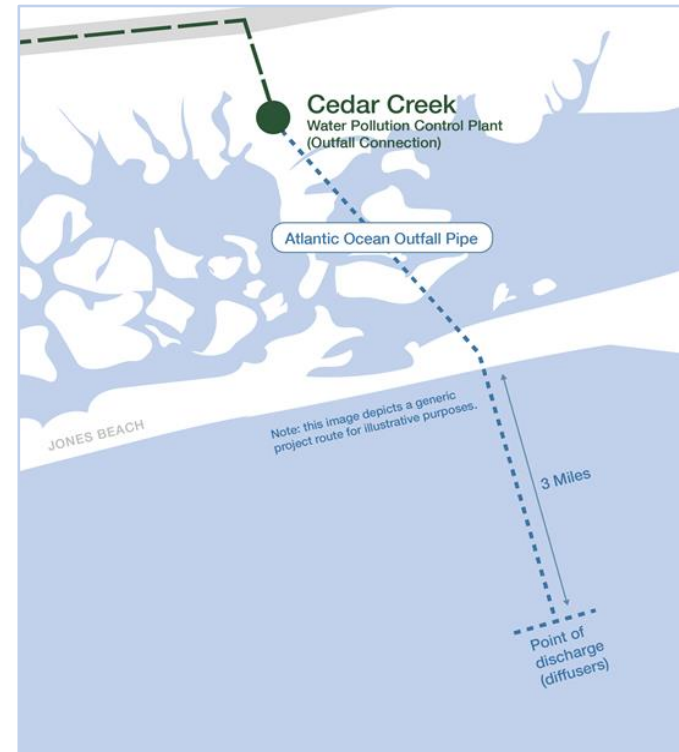 Cedar Creek
Water Pollution Control Plant
(Outfall Connection)
Atlantic Ocean Outfall Pipe
JONES BEACH
Note: this image depicts a generic
project route for illustrative purposes.
3 Miles
Point of
discharge
(diffusers)